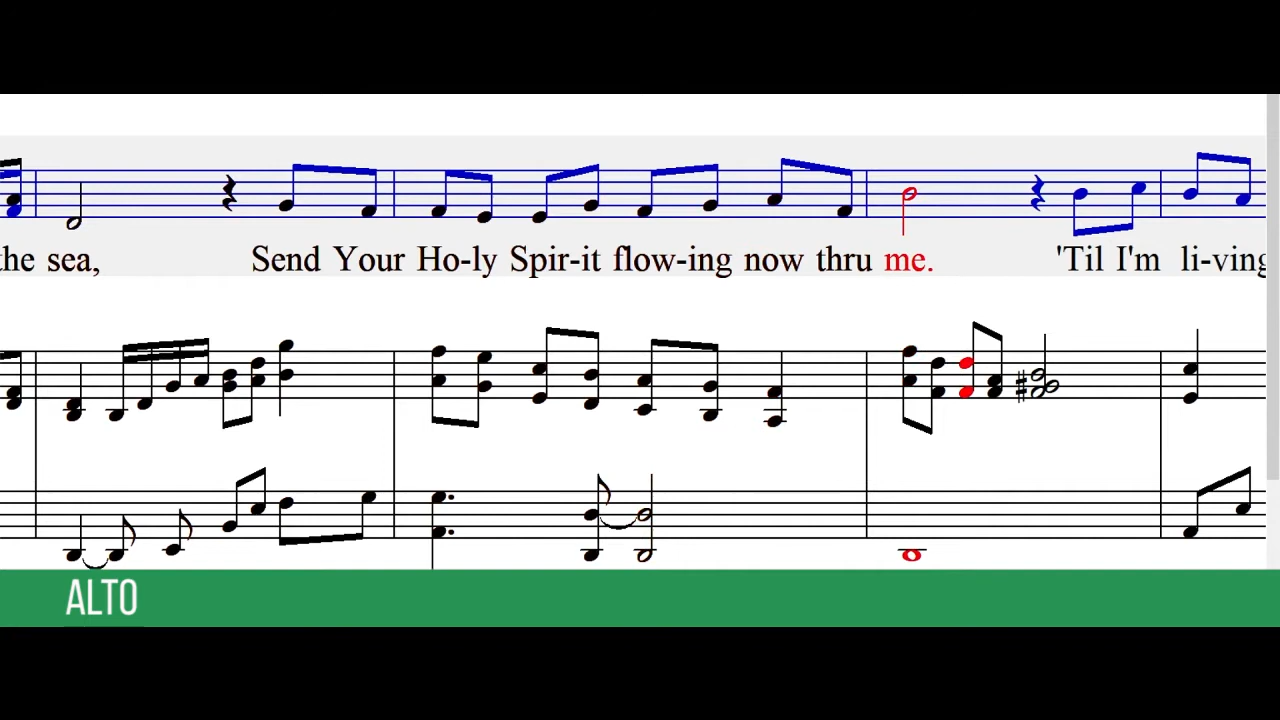 the sea, Send Your Ho-ly Spir-it flow-ing now thru me. 'Til I'm li-ving
ALTO